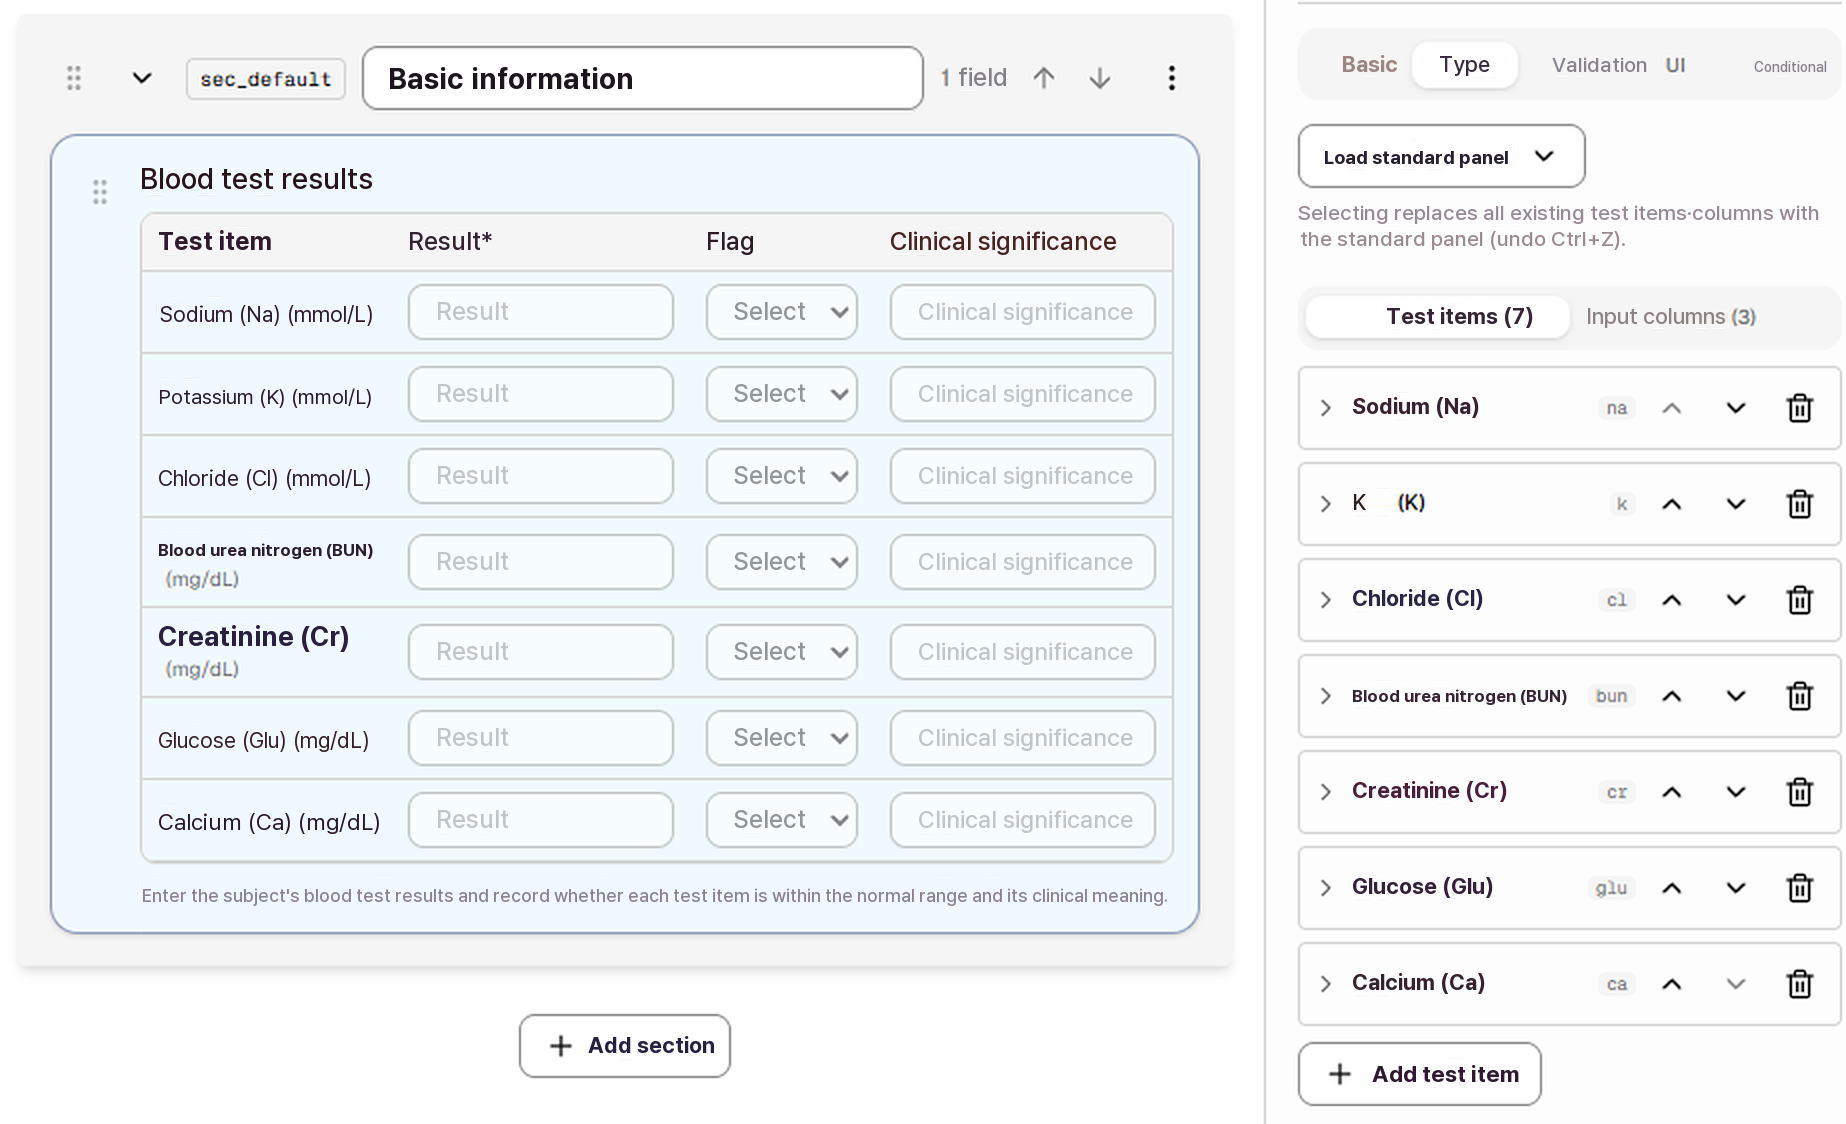 sec_default
Basic information
1 field
Blood test results
Test item Result* Flag Clinical significance
Sodium (Na) (mmol/L) Result Select Clinical significance
Potassium (K) (mmol/L) Result Select Clinical significance
Chloride (Cl) (mmol/L) Result Select Clinical significance
Blood urea nitrogen (BUN)
(mg/dL) Result Select Clinical significance
Creatinine (Cr)
(mg/dL) Result Select Clinical significance
Glucose (Glu) (mg/dL) Result Select Clinical significance
Calcium (Ca) (mg/dL) Result Select Clinical significance
Enter the subject's blood test results and record whether each test item is within the normal range and its clinical meaning.
Add section
Basic Type Validation UI Conditional
Load standard panel
Selecting replaces all existing test items·columns with
the standard panel (undo Ctrl+Z).
Test items (7) Input columns (3)
Sodium (Na) na
K (K) k
Chloride (Cl) cl
Blood urea nitrogen (BUN) bun
Creatinine (Cr) cr
Glucose (Glu) glu
Calcium (Ca) ca
Add test item